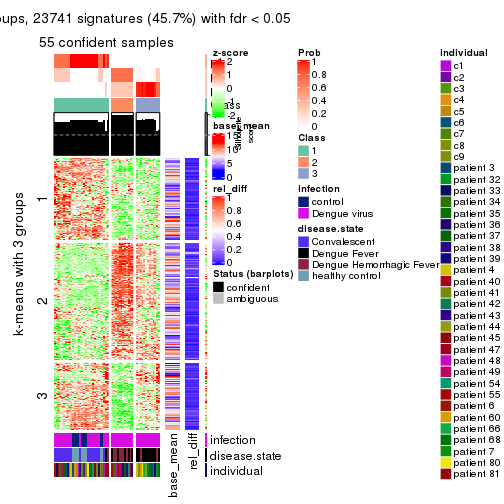 oups, 23741 signatures (45.7%) with fdr < 0.05
55 confident samples
k-means with 3 groups
1
2
3
z-score
2
1
0
-1
-2
base_mean
15
10
5
0
rel_diff
1
0.8
0.6
0.4
0.2
0
Status (barplots)
confident
ambiguous
Prob
1
0.8
0.6
0.4
0.2
0
Class
1
2
3
infection
control
Dengue virus
disease.state
Convalescent
Dengue Fever
Dengue Hemorrhagic Fever
healthy control
individual
c1
c2
c3
c4
c5
c6
c7
c8
c9
patient 3
patient 32
patient 33
patient 34
patient 35
patient 36
patient 37
patient 38
patient 39
patient 4
patient 40
patient 41
patient 42
patient 43
patient 44
patient 45
patient 47
patient 48
patient 49
patient 54
patient 55
patient 6
patient 60
patient 66
patient 68
patient 7
patient 80
patient 81
infection
disease.state
individual
base_mean
rel_diff